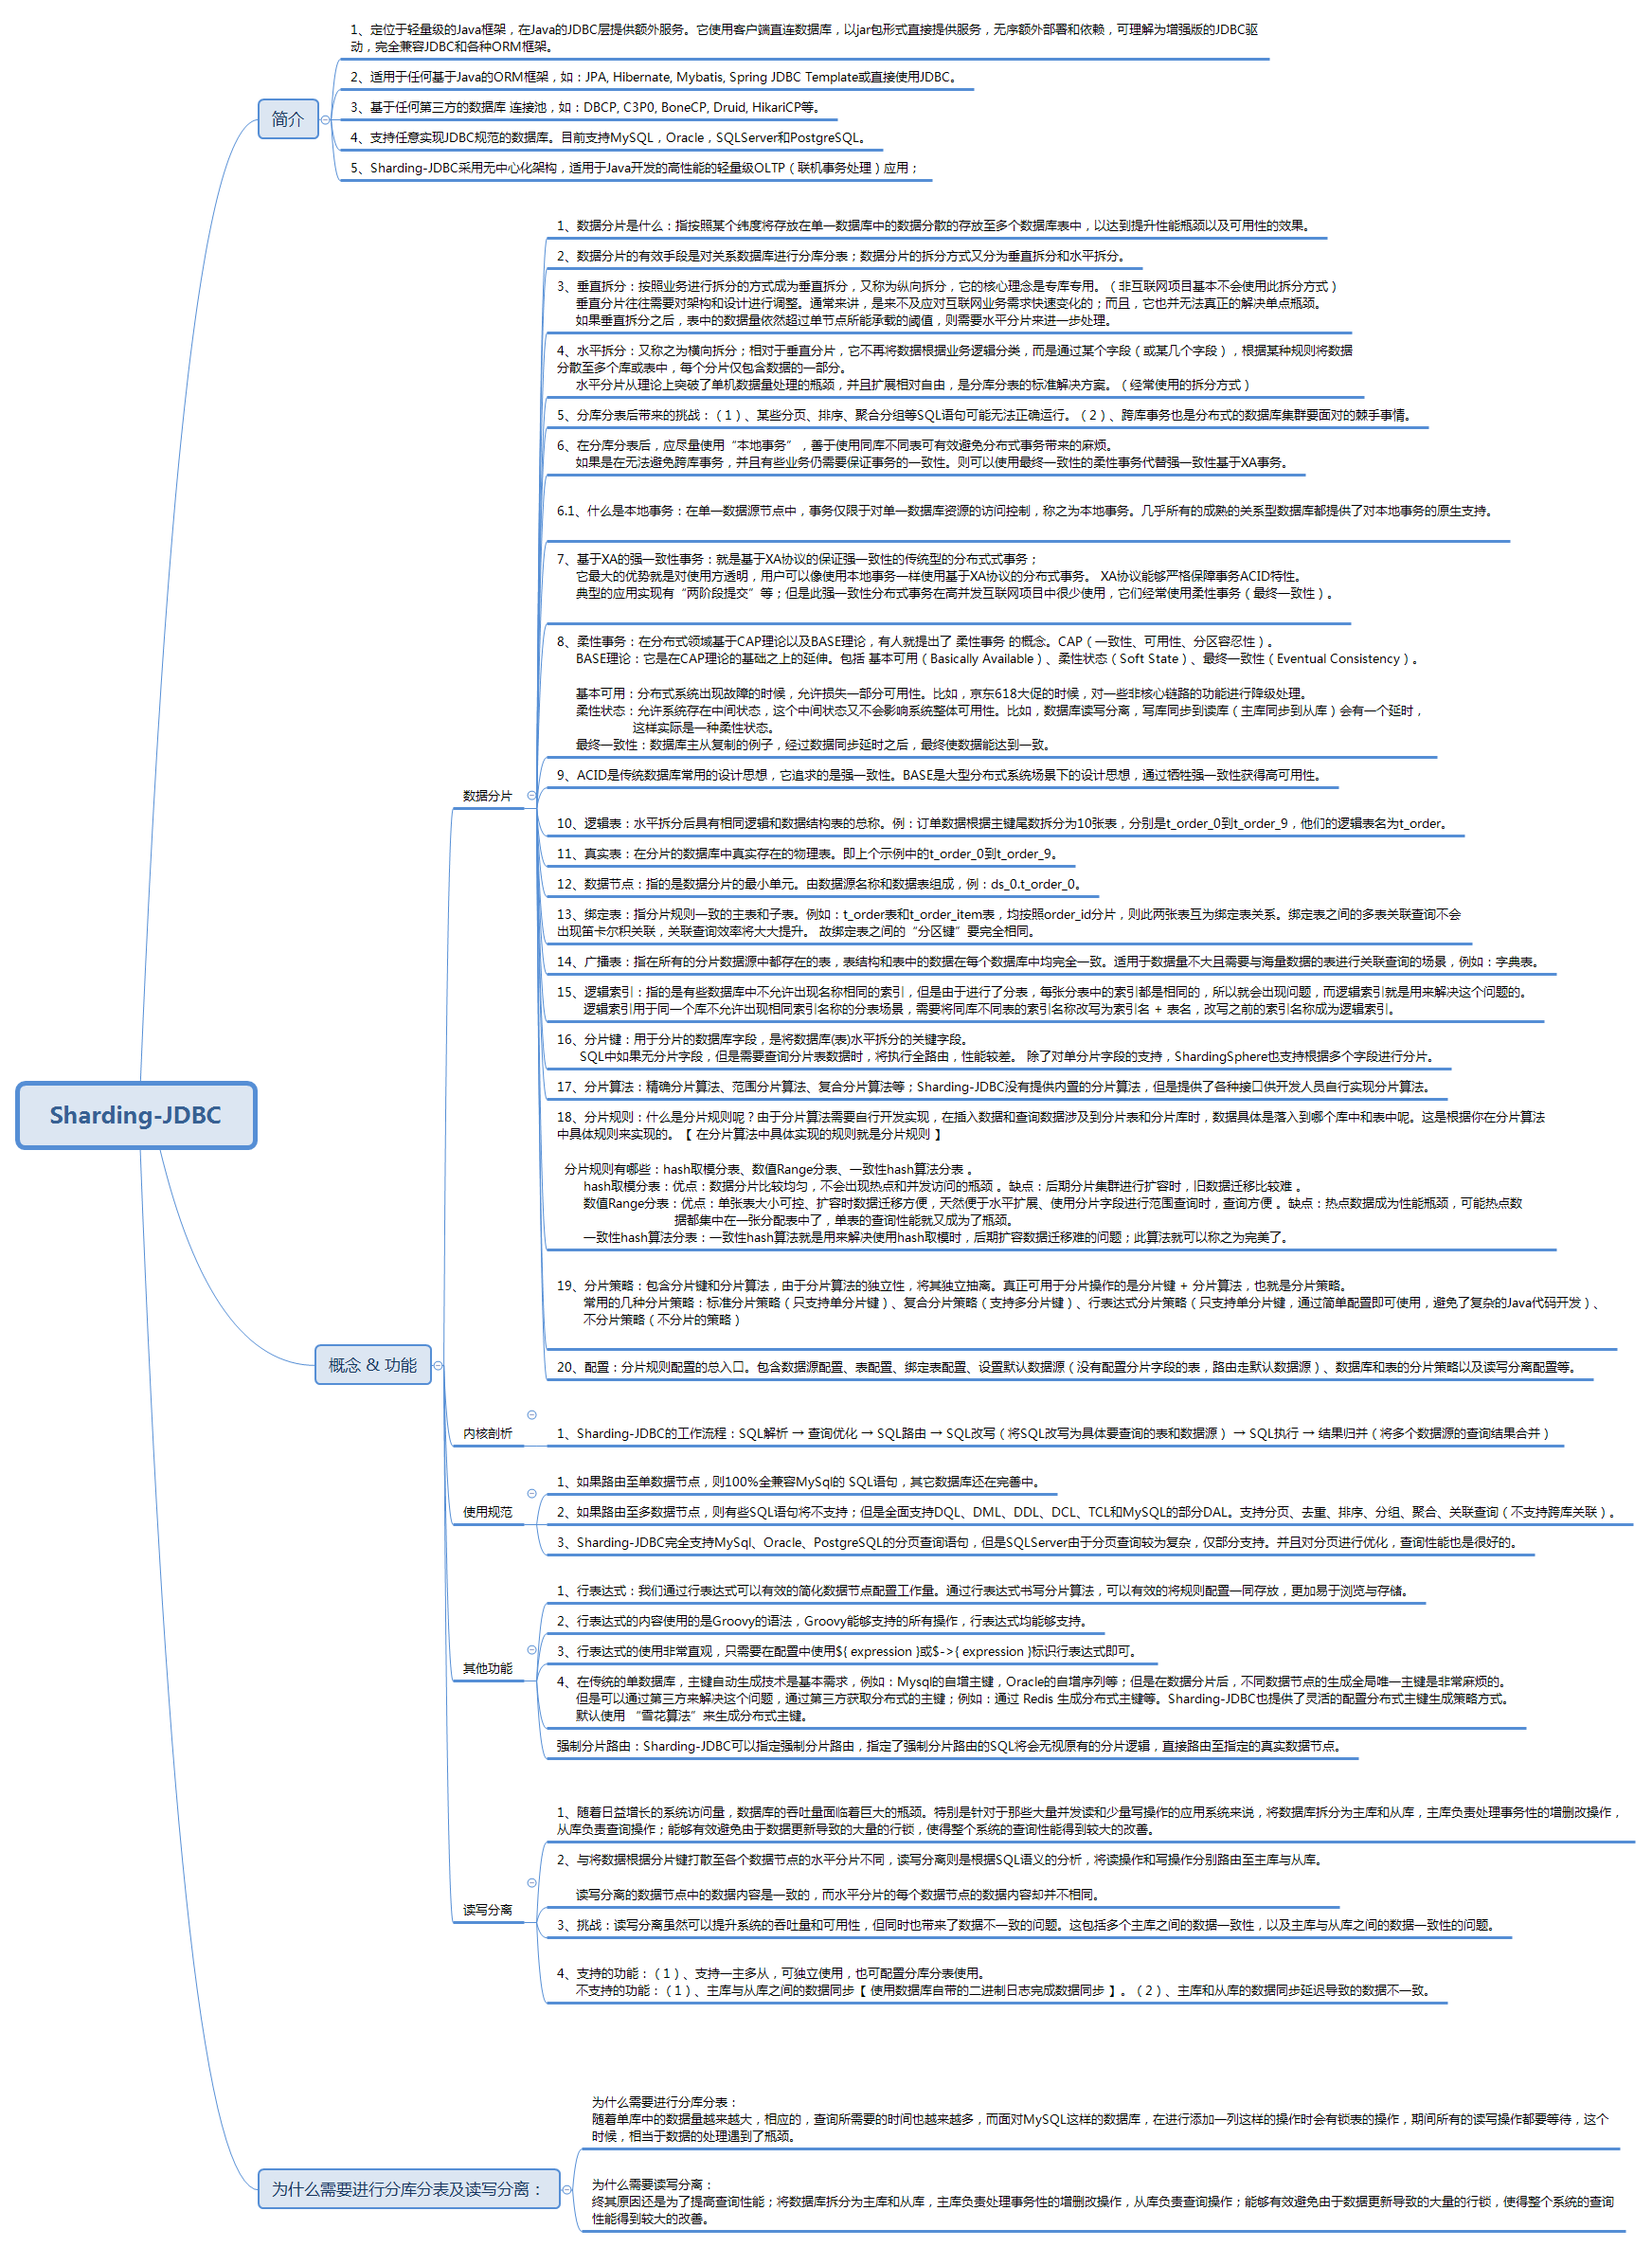 1、定位于轻量级的Java框架，在Java的JDBC层提供额外服务。它使用客户端直连数据库，以jar包形式直接提供服务，无序额外部署和依赖，可理解为增强版的JDBC驱
动，完全兼容JDBC和各种ORM框架。
2、适用于任何基于Java的ORM框架，如：JPA, Hibernate, Mybatis, Spring JDBC Template或直接使用JDBC。
简介
3、基于任何第三方的数据库 连接池，如：DBCP, C3P0, BoneCP, Druid, HikariCP等。
4、支持任意实现JDBC规范的数据库。目前支持MySQL，Oracle，SQLServer和PostgreSQL。
5、Sharding-JDBC采用无中心化架构，适用于Java开发的高性能的轻量级OLTP（联机事务处理）应用；
1、数据分片是什么：指按照某个纬度将存放在单一数据库中的数据分散的存放至多个数据库表中，以达到提升性能瓶颈以及可用性的效果。
2、数据分片的有效手段是对关系数据库进行分库分表；数据分片的拆分方式又分为垂直拆分和水平拆分。
3、垂直拆分：按照业务进行拆分的方式成为垂直拆分，又称为纵向拆分，它的核心理念是专库专用。（非互联网项目基本不会使用此拆分方式）
垂直分片往往需要对架构和设计进行调整。通常来讲，是来不及应对互联网业务需求快速变化的；而且，它也并无法真正的解决单点瓶颈。
如果垂直拆分之后，表中的数据量依然超过单节点所能承载的阈值，则需要水平分片来进一步处理。
4、水平拆分：又称之为横向拆分；相对于垂直分片，它不再将数据根据业务逻辑分类，而是通过某个字段（或某几个字段），根据某种规则将数据
分散至多个库或表中，每个分片仅包含数据的一部分。
水平分片从理论上突破了单机数据量处理的瓶颈，并且扩展相对自由，是分库分表的标准解决方案。（经常使用的拆分方式）
5、分库分表后带来的挑战：（1）、某些分页、排序、聚合分组等SQL语句可能无法正确运行。（2）、跨库事务也是分布式的数据库集群要面对的棘手事情。
6、在分库分表后，应尽量使用“本地事务”，善于使用同库不同表可有效避免分布式事务带来的麻烦。
如果是在无法避免跨库事务，并且有些业务仍需要保证事务的一致性。则可以使用最终一致性的柔性事务代替强一致性基于XA事务。
6.1、什么是本地事务：在单一数据源节点中，事务仅限于对单一数据库资源的访问控制，称之为本地事务。几乎所有的成熟的关系型数据库都提供了对本地事务的原生支持。
7、基于XA的强一致性事务：就是基于XA协议的保证强一致性的传统型的分布式式事务；
它最大的优势就是对使用方透明，用户可以像使用本地事务一样使用基于XA协议的分布式事务。 XA协议能够严格保障事务ACID特性。
典型的应用实现有“两阶段提交”等；但是此强一致性分布式事务在高并发互联网项目中很少使用，它们经常使用柔性事务（最终一致性）。
8、柔性事务：在分布式领域基于CAP理论以及BASE理论，有人就提出了 柔性事务 的概念。CAP（一致性、可用性、分区容忍性）。
BASE理论：它是在CAP理论的基础之上的延伸。包括 基本可用（Basically Available）、柔性状态（Soft State）、最终一致性（Eventual Consistency）。
基本可用：分布式系统出现故障的时候，允许损失一部分可用性。比如，京东618大促的时候，对一些非核心链路的功能进行降级处理。
柔性状态：允许系统存在中间状态，这个中间状态又不会影响系统整体可用性。比如，数据库读写分离，写库同步到读库（主库同步到从库）会有一个延时，
这样实际是一种柔性状态。
最终一致性：数据库主从复制的例子，经过数据同步延时之后，最终使数据能达到一致。
9、ACID是传统数据库常用的设计思想，它追求的是强一致性。BASE是大型分布式系统场景下的设计思想，通过牺牲强一致性获得高可用性。
数据分片
10、逻辑表：水平拆分后具有相同逻辑和数据结构表的总称。例：订单数据根据主键尾数拆分为10张表，分别是t_order_0到t_order_9，他们的逻辑表名为t_order。
11、真实表：在分片的数据库中真实存在的物理表。即上个示例中的t_order_0到t_order_9。
12、数据节点：指的是数据分片的最小单元。由数据源名称和数据表组成，例：ds_0.t_order_0。
13、绑定表：指分片规则一致的主表和子表。例如：t_order表和t_order_item表，均按照order_id分片，则此两张表互为绑定表关系。绑定表之间的多表关联查询不会
出现笛卡尔积关联，关联查询效率将大大提升。 故绑定表之间的“分区键”要完全相同。
14、广播表：指在所有的分片数据源中都存在的表，表结构和表中的数据在每个数据库中均完全一致。适用于数据量不大且需要与海量数据的表进行关联查询的场景，例如：字典表。
15、逻辑索引：指的是有些数据库中不允许出现名称相同的索引，但是由于进行了分表，每张分表中的索引都是相同的，所以就会出现问题，而逻辑索引就是用来解决这个问题的。
逻辑索引用于同一个库不允许出现相同索引名称的分表场景，需要将同库不同表的索引名称改写为索引名 + 表名，改写之前的索引名称成为逻辑索引。
16、分片键：用于分片的数据库字段，是将数据库(表)水平拆分的关键字段。
SQL中如果无分片字段，但是需要查询分片表数据时，将执行全路由，性能较差。 除了对单分片字段的支持，ShardingSphere也支持根据多个字段进行分片。
17、分片算法：精确分片算法、范围分片算法、复合分片算法等；Sharding-JDBC没有提供内置的分片算法，但是提供了各种接口供开发人员自行实现分片算法。
Sharding-JDBC
18、分片规则：什么是分片规则呢？由于分片算法需要自行开发实现，在插入数据和查询数据涉及到分片表和分片库时，数据具体是落入到哪个库中和表中呢。这是根据你在分片算法
中具体规则来实现的。【 在分片算法中具体实现的规则就是分片规则 】
分片规则有哪些：hash取模分表、数值Range分表、一致性hash算法分表 。
hash取模分表：优点：数据分片比较均匀，不会出现热点和并发访问的瓶颈 。缺点：后期分片集群进行扩容时，旧数据迁移比较难 。
数值Range分表：优点：单张表大小可控、扩容时数据迁移方便，天然便于水平扩展、使用分片字段进行范围查询时，查询方便 。缺点：热点数据成为性能瓶颈，可能热点数
据都集中在一张分配表中了，单表的查询性能就又成为了瓶颈。
一致性hash算法分表：一致性hash算法就是用来解决使用hash取模时，后期扩容数据迁移难的问题；此算法就可以称之为完美了。
19、分片策略：包含分片键和分片算法，由于分片算法的独立性，将其独立抽离。真正可用于分片操作的是分片键 + 分片算法，也就是分片策略。
常用的几种分片策略：标准分片策略（只支持单分片键）、复合分片策略（支持多分片键）、行表达式分片策略（只支持单分片键，通过简单配置即可使用，避免了复杂的Java代码开发）、
不分片策略（不分片的策略）
概念 & 功能
20、配置：分片规则配置的总入口。包含数据源配置、表配置、绑定表配置、设置默认数据源（没有配置分片字段的表，路由走默认数据源）、数据库和表的分片策略以及读写分离配置等。
内核剖析
1、Sharding-JDBC的工作流程：SQL解析 → 查询优化 → SQL路由 → SQL改写（将SQL改写为具体要查询的表和数据源） → SQL执行 → 结果归并（将多个数据源的查询结果合并）
1、如果路由至单数据节点，则100%全兼容MySql的 SQL语句，其它数据库还在完善中。
使用规范
2、如果路由至多数据节点，则有些SQL语句将不支持；但是全面支持DQL、DML、DDL、DCL、TCL和MySQL的部分DAL。支持分页、去重、排序、分组、聚合、关联查询（不支持跨库关联）。
3、Sharding-JDBC完全支持MySql、Oracle、PostgreSQL的分页查询语句，但是SQLServer由于分页查询较为复杂，仅部分支持。并且对分页进行优化，查询性能也是很好的。
1、行表达式：我们通过行表达式可以有效的简化数据节点配置工作量。通过行表达式书写分片算法，可以有效的将规则配置一同存放，更加易于浏览与存储。
2、行表达式的内容使用的是Groovy的语法，Groovy能够支持的所有操作，行表达式均能够支持。
3、行表达式的使用非常直观，只需要在配置中使用${ expression }或$->{ expression }标识行表达式即可。
其他功能
4、在传统的单数据库，主键自动生成技术是基本需求，例如：Mysql的自增主键，Oracle的自增序列等；但是在数据分片后，不同数据节点的生成全局唯一主键是非常麻烦的。
但是可以通过第三方来解决这个问题，通过第三方获取分布式的主键；例如：通过 Redis 生成分布式主键等。Sharding-JDBC也提供了灵活的配置分布式主键生成策略方式。
默认使用 “雪花算法”来生成分布式主键。
强制分片路由：Sharding-JDBC可以指定强制分片路由，指定了强制分片路由的SQL将会无视原有的分片逻辑，直接路由至指定的真实数据节点。
1、随着日益增长的系统访问量，数据库的吞吐量面临着巨大的瓶颈。特别是针对于那些大量并发读和少量写操作的应用系统来说，将数据库拆分为主库和从库，主库负责处理事务性的增删改操作，
从库负责查询操作；能够有效避免由于数据更新导致的大量的行锁，使得整个系统的查询性能得到较大的改善。
2、与将数据根据分片键打散至各个数据节点的水平分片不同，读写分离则是根据SQL语义的分析，将读操作和写操作分别路由至主库与从库。
读写分离的数据节点中的数据内容是一致的，而水平分片的每个数据节点的数据内容却并不相同。
读写分离
3、挑战：读写分离虽然可以提升系统的吞吐量和可用性，但同时也带来了数据不一致的问题。这包括多个主库之间的数据一致性，以及主库与从库之间的数据一致性的问题。
4、支持的功能：（1）、支持一主多从，可独立使用，也可配置分库分表使用。
不支持的功能：（1）、主库与从库之间的数据同步【 使用数据库自带的二进制日志完成数据同步 】。（2）、主库和从库的数据同步延迟导致的数据不一致。
为什么需要进行分库分表：
随着单库中的数据量越来越大，相应的，查询所需要的时间也越来越多，而面对MySQL这样的数据库，在进行添加一列这样的操作时会有锁表的操作，期间所有的读写操作都要等待，这个
时候，相当于数据的处理遇到了瓶颈。
为什么需要进行分库分表及读写分离：
为什么需要读写分离：
终其原因还是为了提高查询性能；将数据库拆分为主库和从库，主库负责处理事务性的增删改操作，从库负责查询操作；能够有效避免由于数据更新导致的大量的行锁，使得整个系统的查询
性能得到较大的改善。